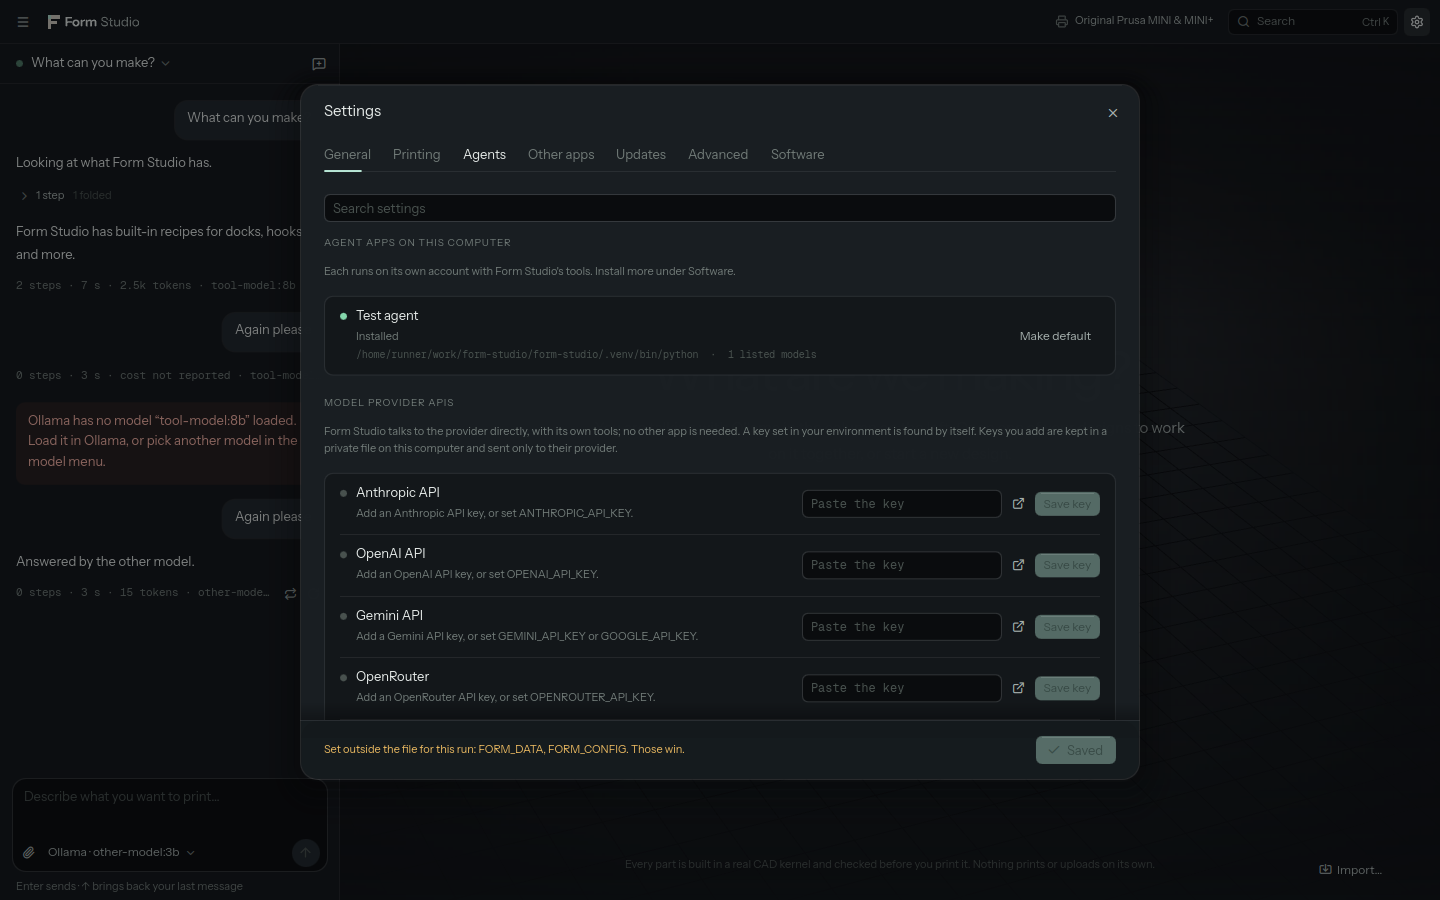 Form Studio
Original Prusa MINI & MINI+
Search
Ctrl K
What can you make?
What can you make
Looking at what Form Studio has.
1 step 1 folded
Form Studio has built-in recipes for docks, hooks
and more.
2 steps · 7 s · 2.5k tokens · tool-model:8b
Again pleas
0 steps · 3 s · cost not reported · tool-mod
Ollama has no model “tool-model:8b” loaded.
Load it in Ollama, or pick another model in the
model menu.
Again pleas
Answered by the other model.
0 steps · 3 s · 15 tokens · other-mode…
Describe what you want to print…
Ollama · other-model:3b
Enter sends · ↑ brings back your last message
Settings
General
Printing
Agents
Other apps
Updates
Advanced
Software
Search settings
AGENT APPS ON THIS COMPUTER
Each runs on its own account with Form Studio's tools. Install more under Software.
Test agent
Installed
Make default
/home/runner/work/form-studio/form-studio/.venv/bin/python · 1 listed models
MODEL PROVIDER APIS
Form Studio talks to the provider directly, with its own tools; no other app is needed. A key set in your environment is found by itself. Keys you add are kept in a
private file on this computer and sent only to their provider.
Anthropic API
Add an Anthropic API key, or set ANTHROPIC_API_KEY.
Paste the key
Save key
OpenAI API
Add an OpenAI API key, or set OPENAI_API_KEY.
Paste the key
Save key
Gemini API
Add a Gemini API key, or set GEMINI_API_KEY or GOOGLE_API_KEY.
Paste the key
Save key
OpenRouter
Add an OpenRouter API key, or set OPENROUTER_API_KEY.
Paste the key
Save key
Set outside the file for this run: FORM_DATA, FORM_CONFIG. Those win.
Saved
o work
Every part is built in a real CAD kernel and checked before you print it. Nothing prints or uploads on its own.
Import…